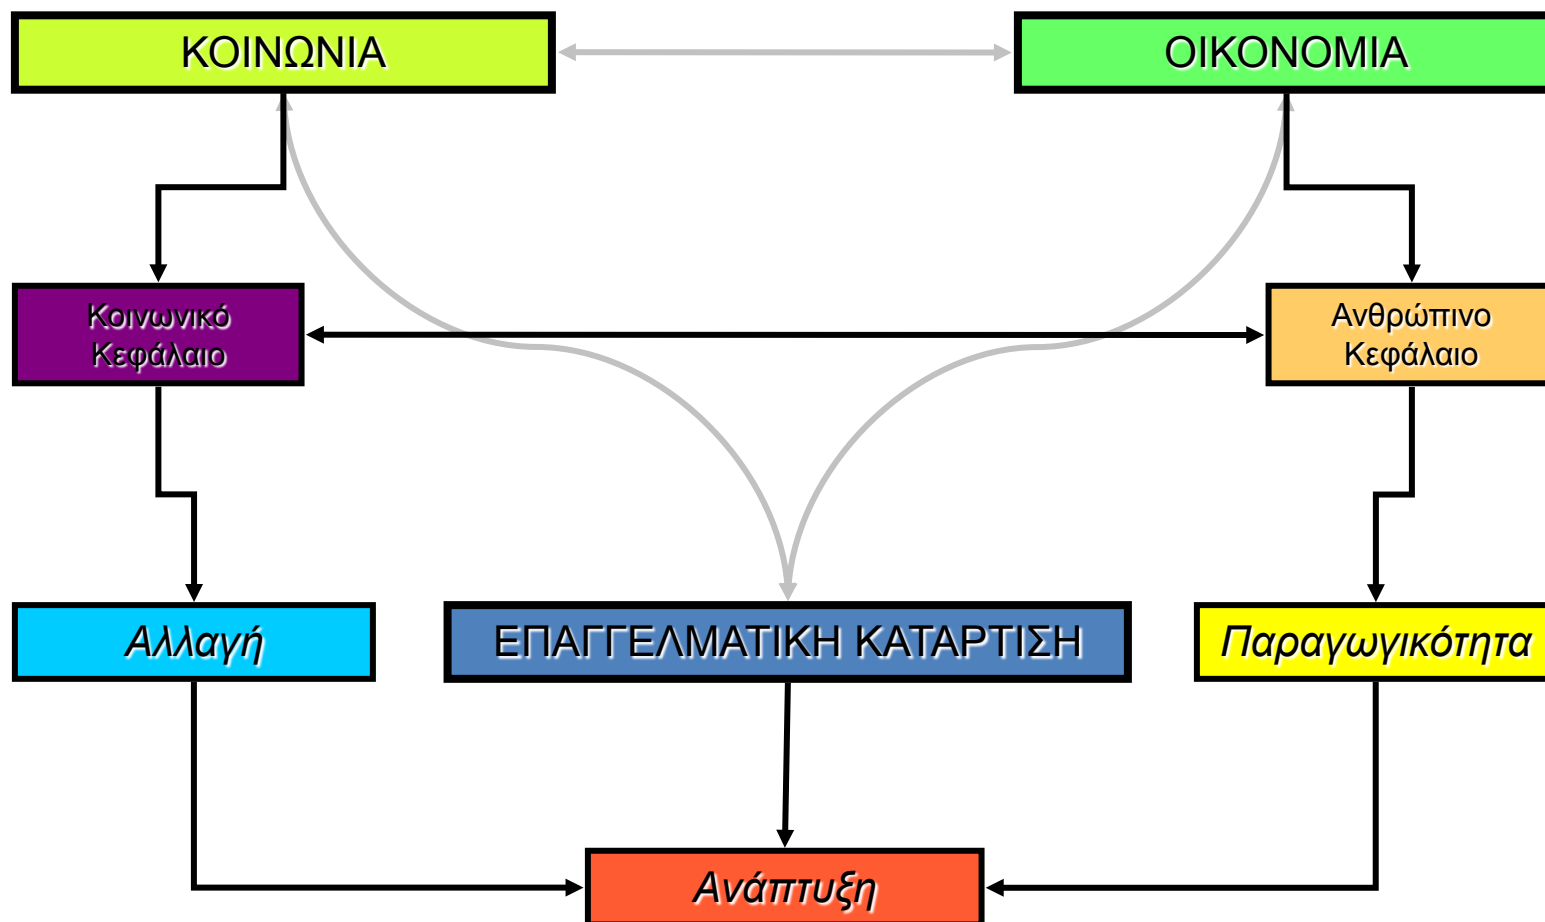 ΚΟΙΝΩΝΙΑ
ΟΙΚΟΝΟΜΙΑ
Κοινωνικό
Κεφάλαιο
Ανθρώπινο
Κεφάλαιο
Αλλαγή
ΕΠΑΓΓΕΛΜΑΤΙΚΗ ΚΑΤΑΡΤΙΣΗ
Παραγωγικότητα
Ανάπτυξη